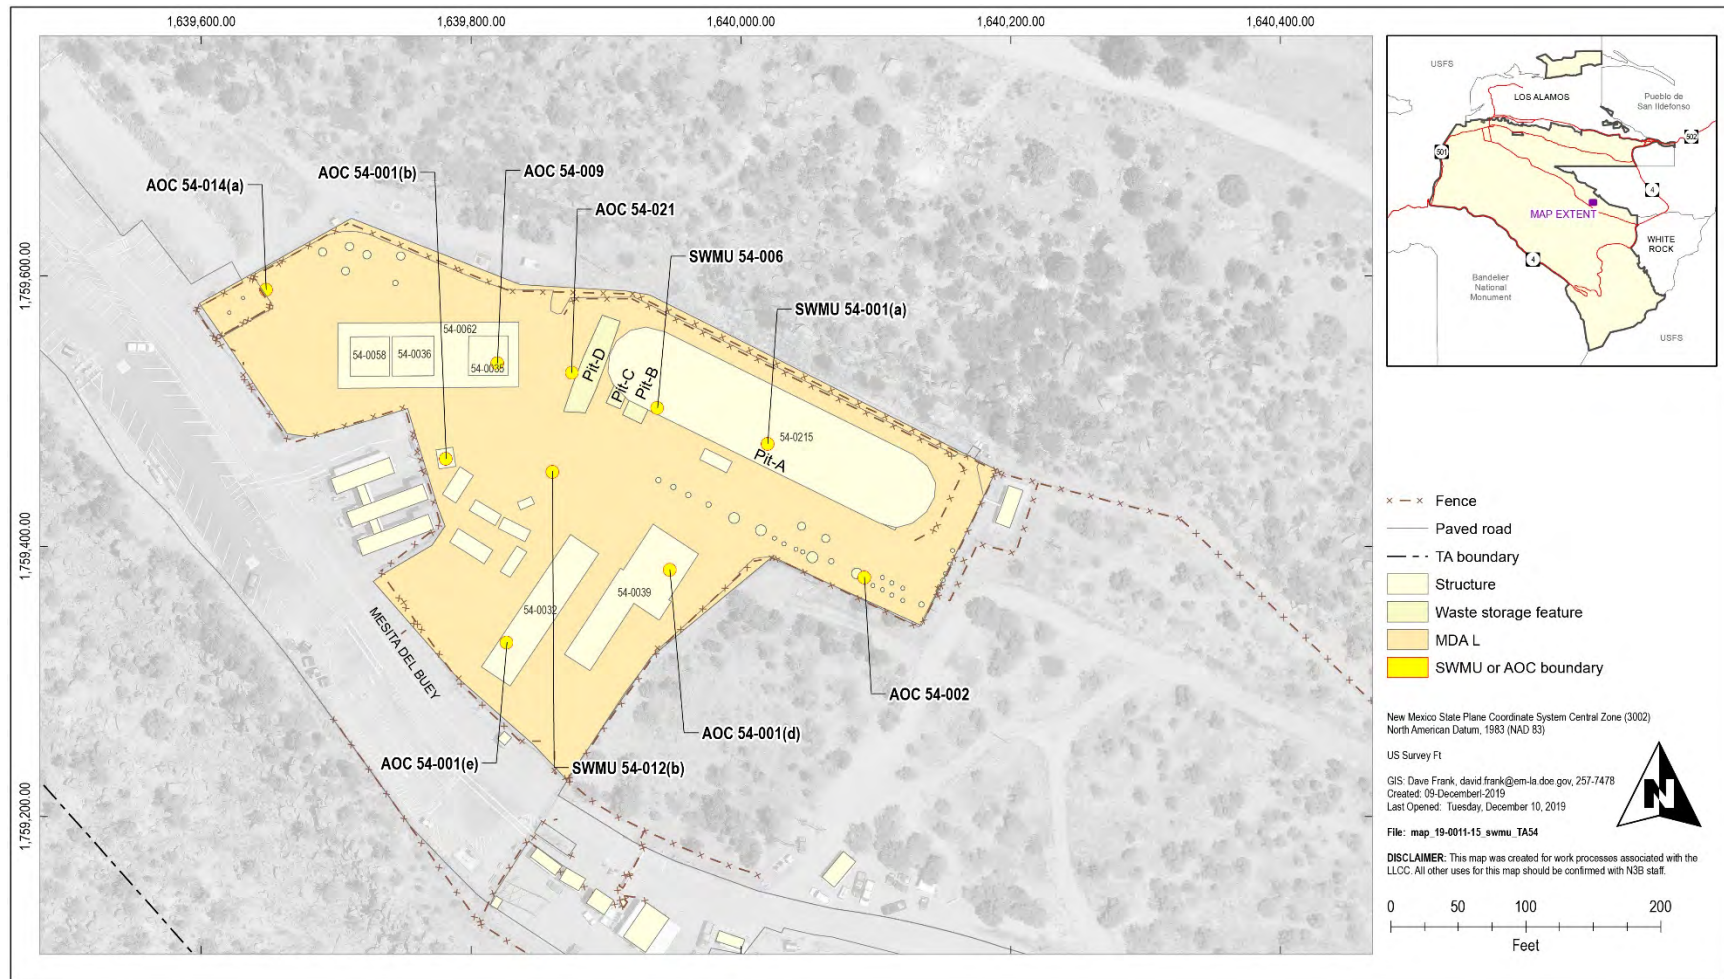 1,639,600.00
1,639,800.00
1,640,000.00
1,640,200.00
1,640,400.00
1,759,600.00
1,759,400.00
1,759,200.00
AOC 54-014(a)
AOC 54-001(b)
AOC 54-009
AOC 54-021
SWMU 54-006
SWMU 54-001(a)
54-0062
54-0058
54-0036
54-0035
Pit-D
Pit-C
Pit-B
54-0215
Pit-A
54-0032
54-0039
MESITA DEL BUEY
AOC 54-002
AOC 54-001(d)
AOC 54-001(e)
SWMU 54-012(b)
USFS
LOS ALAMOS
Pueblo de
San Ildefonso
502
501
4
MAP EXTENT
WHITE
ROCK
4
Bandelier
National
Monument
USFS
Fence
Paved road
TA boundary
Structure
Waste storage feature
MDA L
SWMU or AOC boundary
New Mexico State Plane Coordinate System Central Zone (3002)
North American Datum, 1983 (NAD 83)
US Survey Ft
GIS: Dave Frank, david.frank@em-la.doe.gov, 257-7478
Created: 09-Decemberl-2019
Last Opened: Tuesday, December 10, 2019
File: map_19-0011-15_swmu_TA54
DISCLAIMER: This map was created for work processes associated with the
LLCC. All other uses for this map should be confirmed with N3B staff.
N
0 50 100 200
Feet